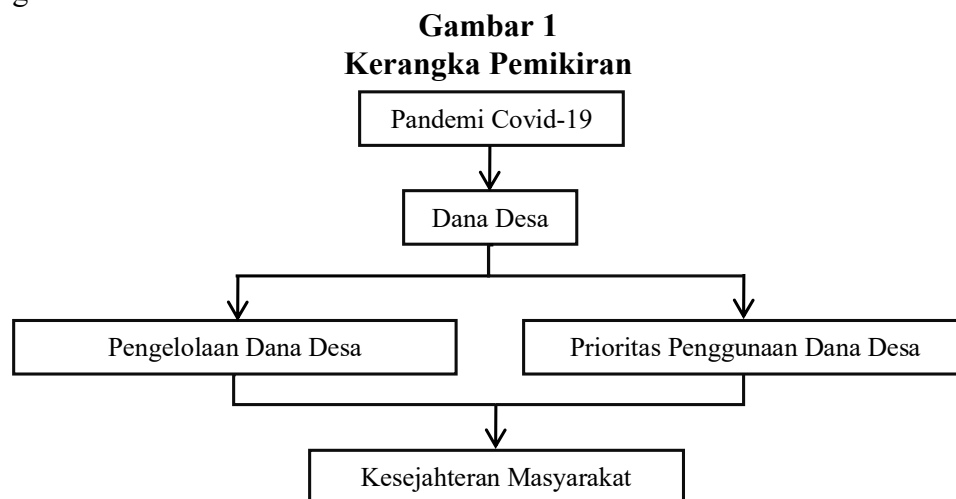 Gambar 1
Kerangka Pemikiran
Pandemi Covid-19
Dana Desa
Pengelolaan Dana Desa
Prioritas Penggunaan Dana Desa
Kesejahteran Masyarakat